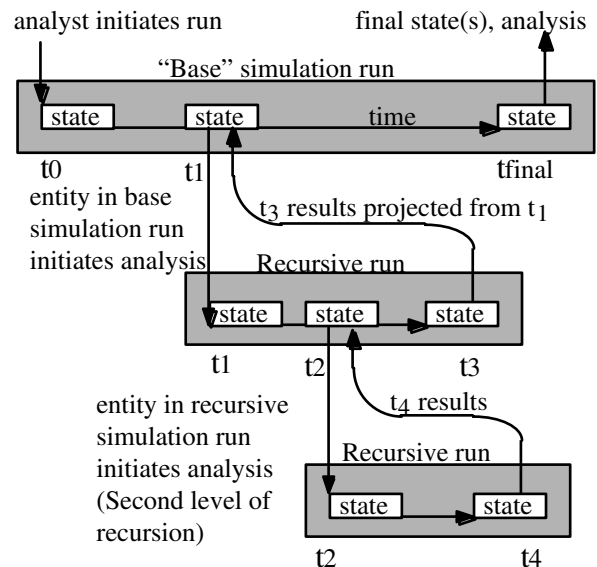 analyst initiates run
final state(s), analysis
“Base” simulation run
state
state
time
state
t0
t1
tfinal
entity in base
simulation run
initiates analysis
t3 results projected from t1
Recursive run
state
state
state
t1
t2
t3
entity in recursive
simulation run
initiates analysis
(Second level of
recursion)
t4 results
Recursive run
state
state
t2
t4